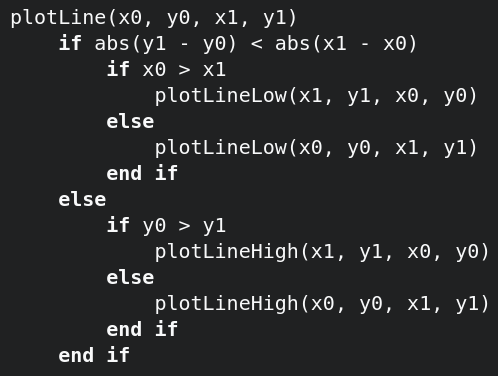 plotLine(x0, y0, x1, y1)
    if abs(y1 - y0) < abs(x1 - x0)
        if x0 > x1
            plotLineLow(x1, y1, x0, y0)
        else
            plotLineLow(x0, y0, x1, y1)
        end if
    else
        if y0 > y1
            plotLineHigh(x1, y1, x0, y0)
        else
            plotLineHigh(x0, y0, x1, y1)
        end if
    end if